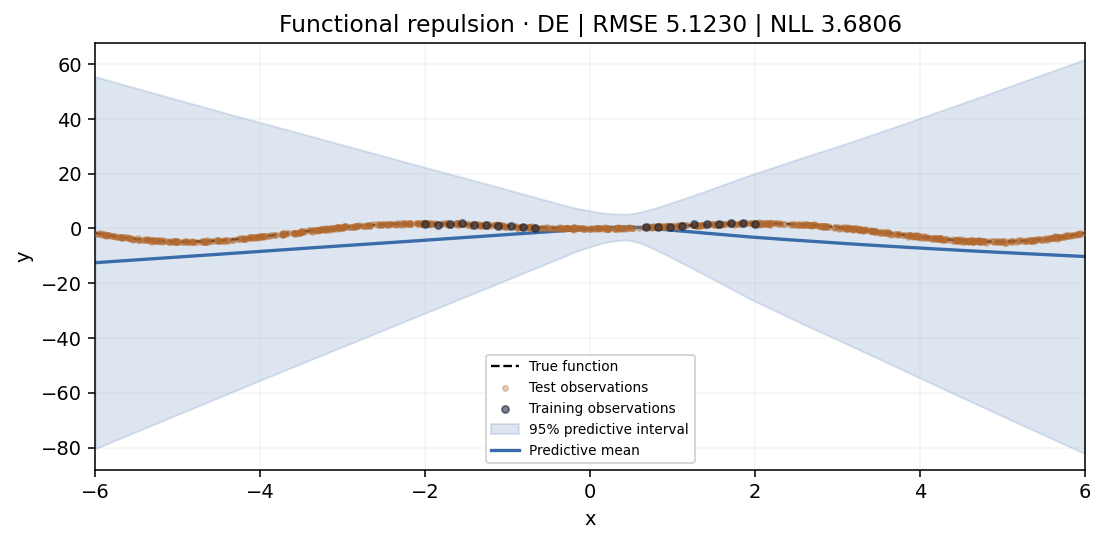 Functional repulsion · DE | RMSE 5.1230 | NLL 3.6806
60
40
20
0
−20
−40
−60
−80
y
True function
Test observations
Training observations
95% predictive interval
Predictive mean
−6
−4
−2
0
2
4
6
x